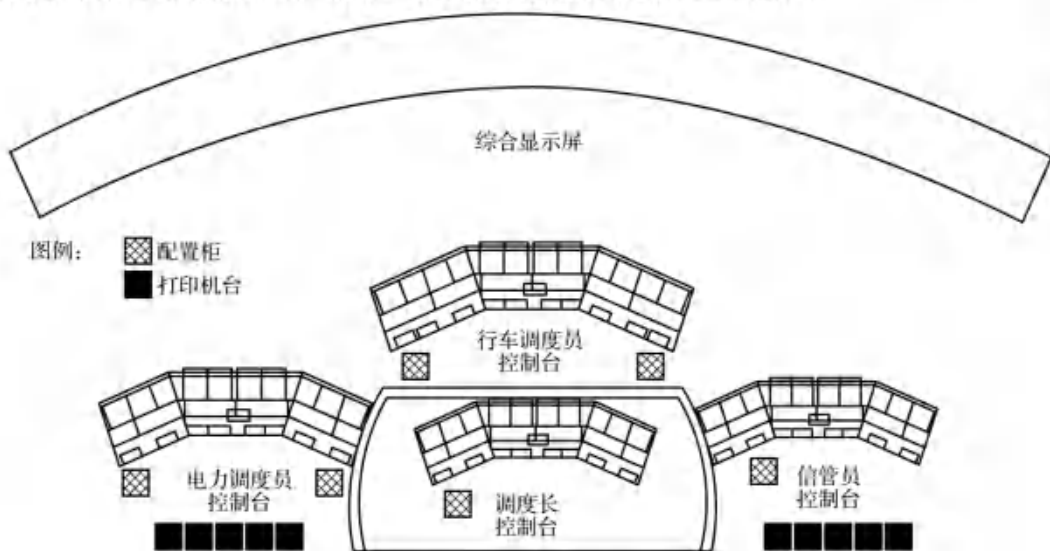 综合显示屏
图例:
配置柜
打印机台
行车调度员
控制台
电力调度员
控制台
调度长
控制台
信管员
控制台